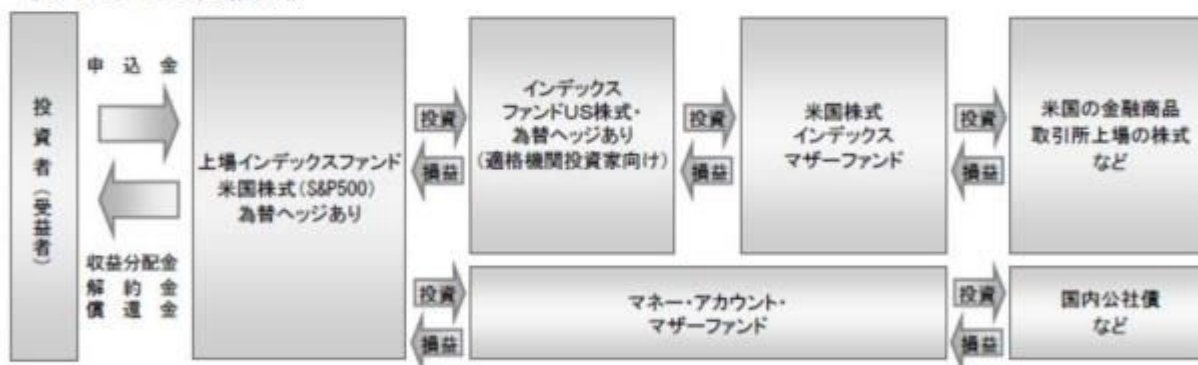 投資者(受益者)
申込金
収益分配金
解約金
償還金
上場インデックスファンド
米国株式(S&P500)
為替ヘッジあり
投資
損益
インデックス
ファンドUS株式・
為替ヘッジあり
(適格機関投資家向け)
投資
損益
米国株式
インデックス
マザーファンド
投資
損益
米国の金融商品
取引所上場の株式
など
投資
損益
マネー・アカウント・
マザーファンド
投資
損益
国内公社債
など